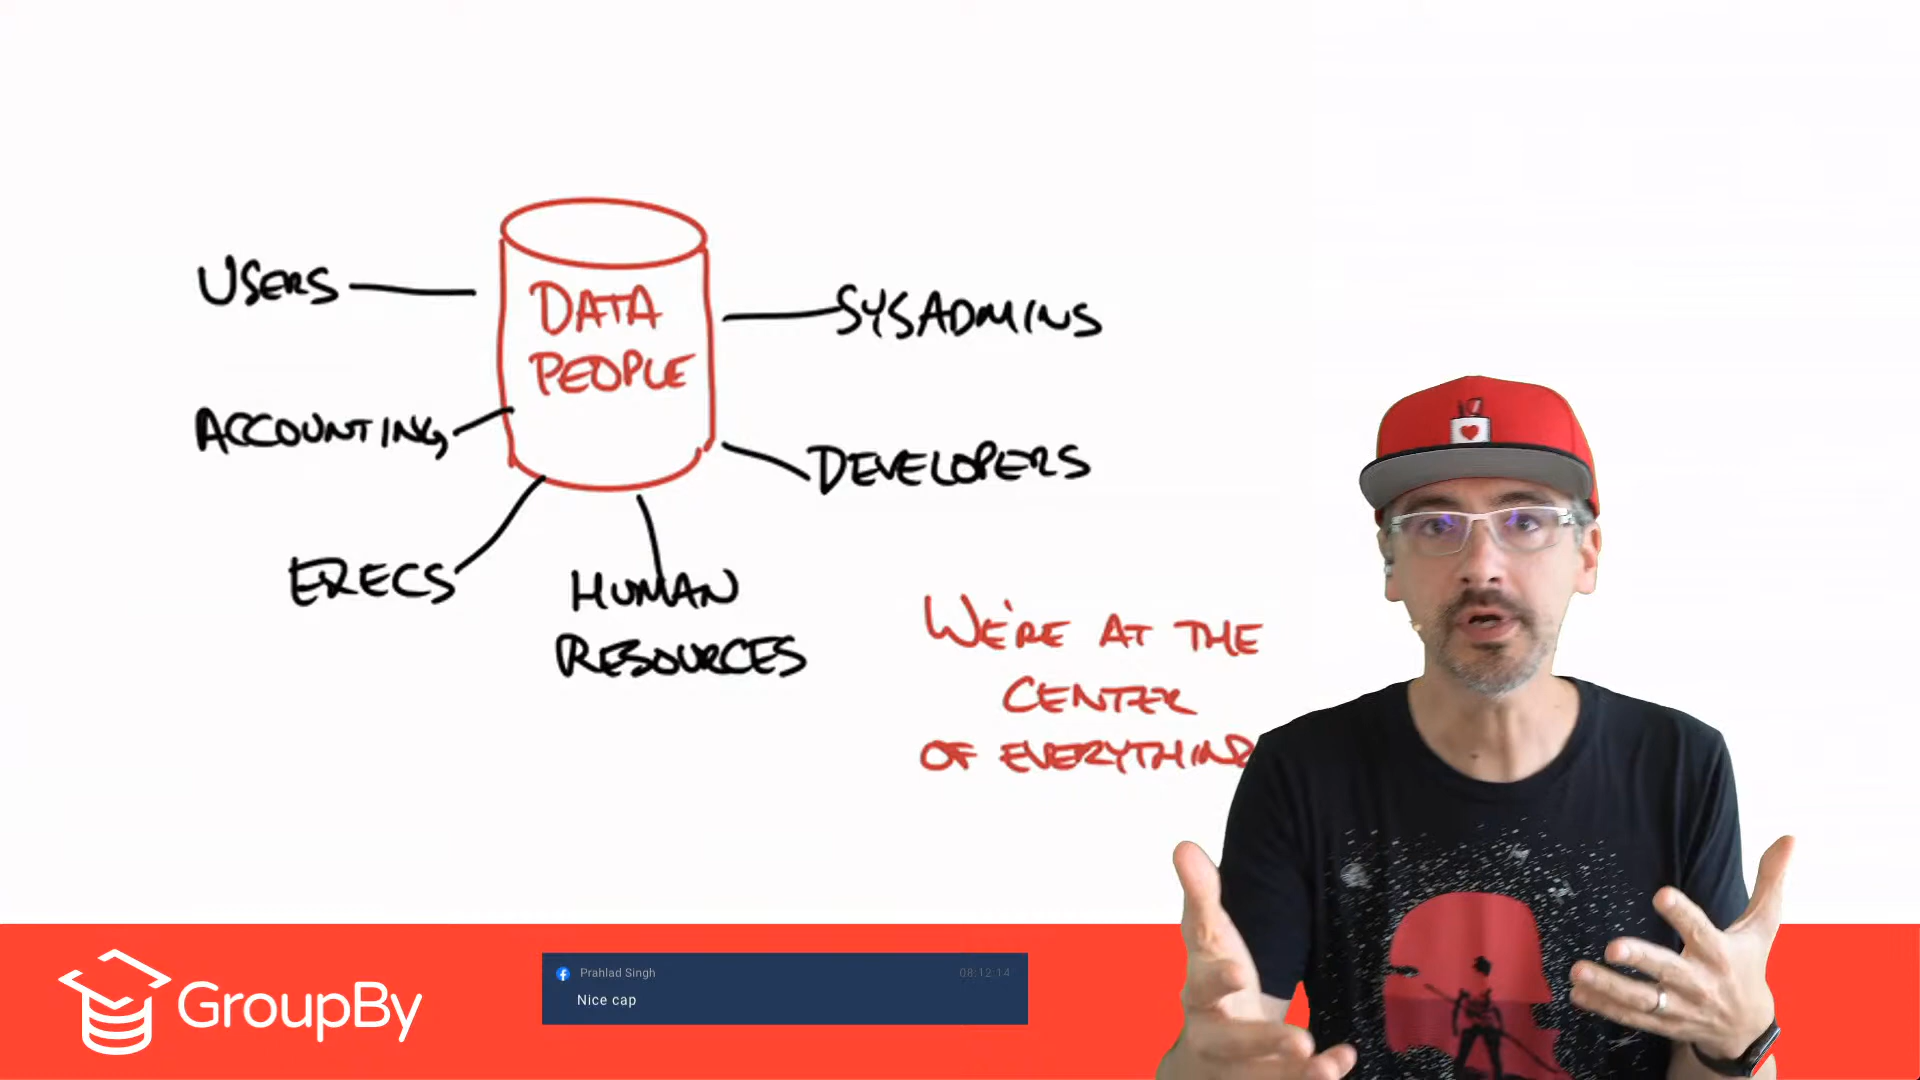 USERS
DATA
PEOPLE
SYSADMINS
ACCOUNTING
DEVELOPERS
EXECS
HUMAN
RESOURCES
WE'RE AT THE
CENTER
OF EVERYTHING
GroupBy
Prahlad Singh 08:12:14
Nice cap